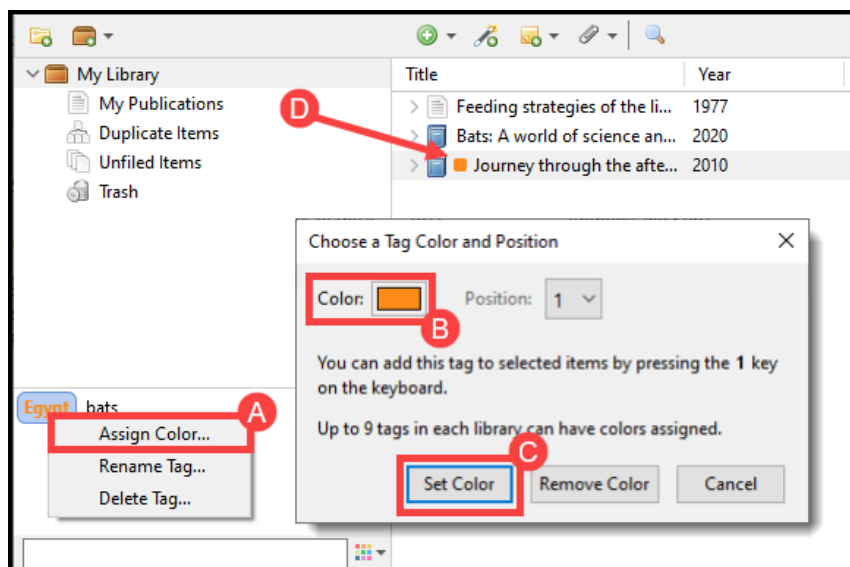 My Library
My Publications
Duplicate Items
Unfiled Items
Trash
Title Year
Feeding strategies of the li... 1977
Bats: A world of science an... 2020
Journey through the afte... 2010
D
Choose a Tag Color and Position
Color: Position: 1
B
You can add this tag to selected items by pressing the 1 key
on the keyboard.
Up to 9 tags in each library can have colors assigned.
C
Set Color Remove Color Cancel
Egypt bats
A
Assign Color...
Rename Tag...
Delete Tag...